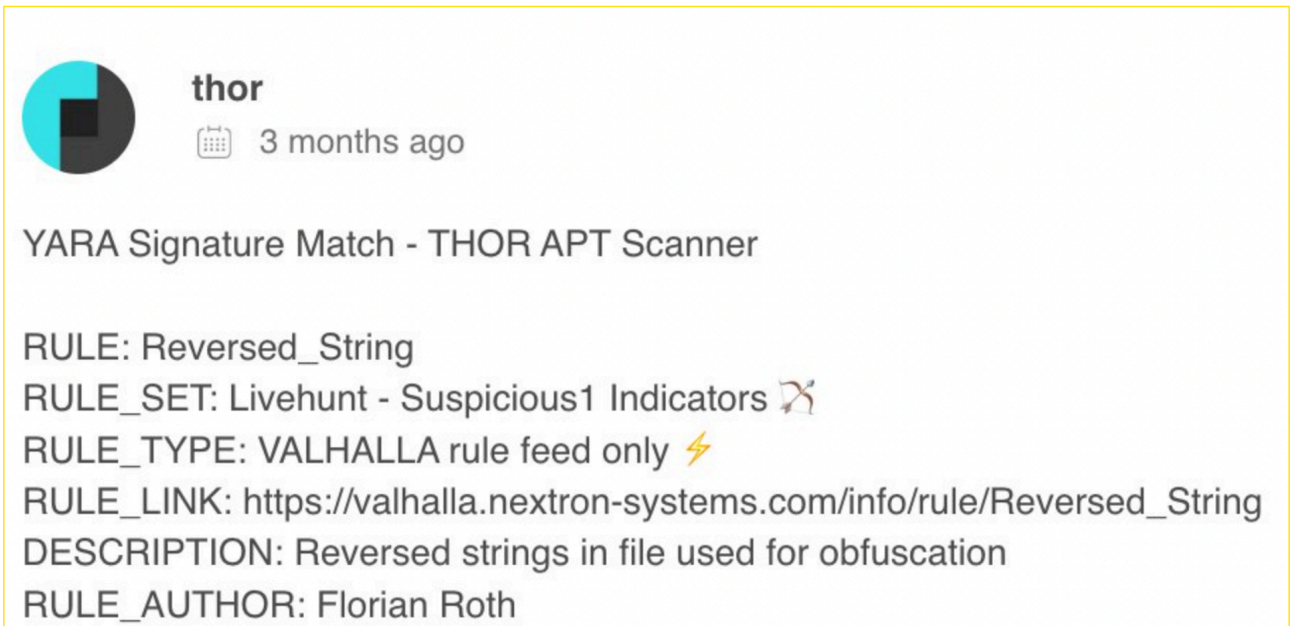 thor
3 months ago
YARA Signature Match - THOR APT Scanner
RULE: Reversed_String
RULE_SET: Livehunt - Suspicious1 Indicators 🏹
RULE_TYPE: VALHALLA rule feed only ⚡
RULE_LINK: https://valhalla.nextron-systems.com/info/rule/Reversed_String
DESCRIPTION: Reversed strings in file used for obfuscation
RULE_AUTHOR: Florian Roth